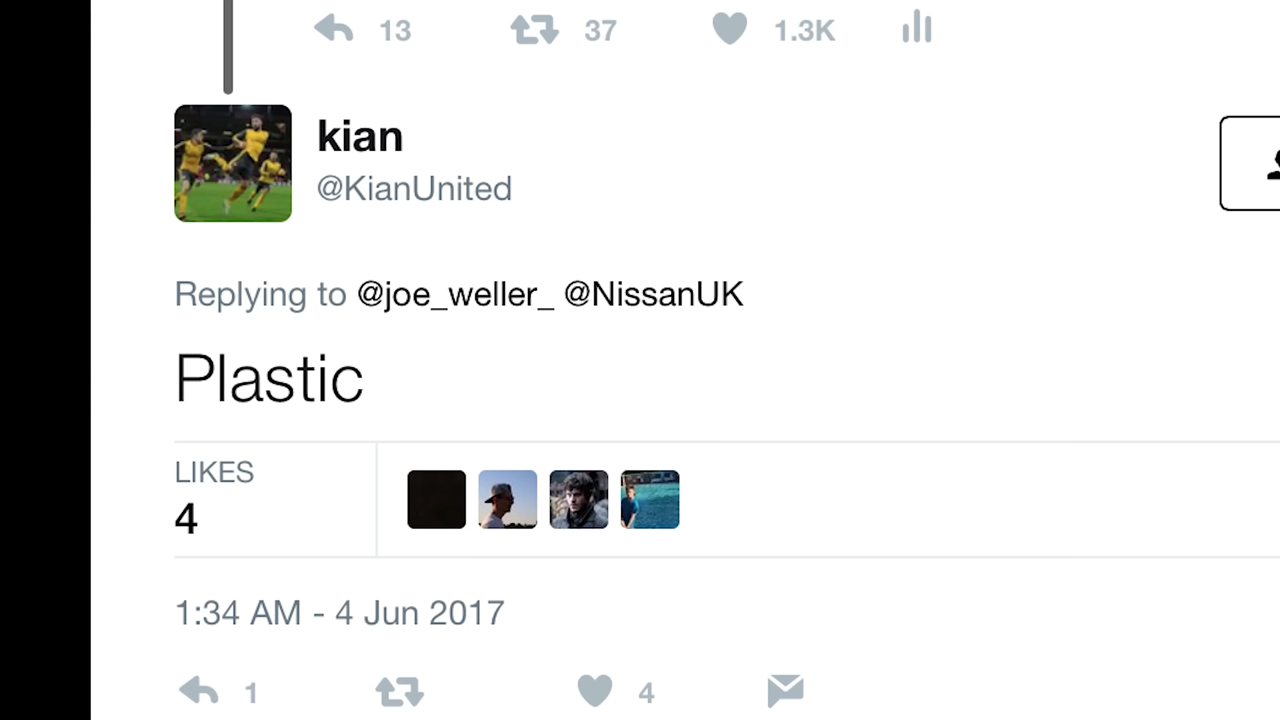 13 37 1.3K
kian
@KianUnited
Replying to @joe_weller_ @NissanUK
Plastic
LIKES
4
1:34 AM - 4 Jun 2017
1 4